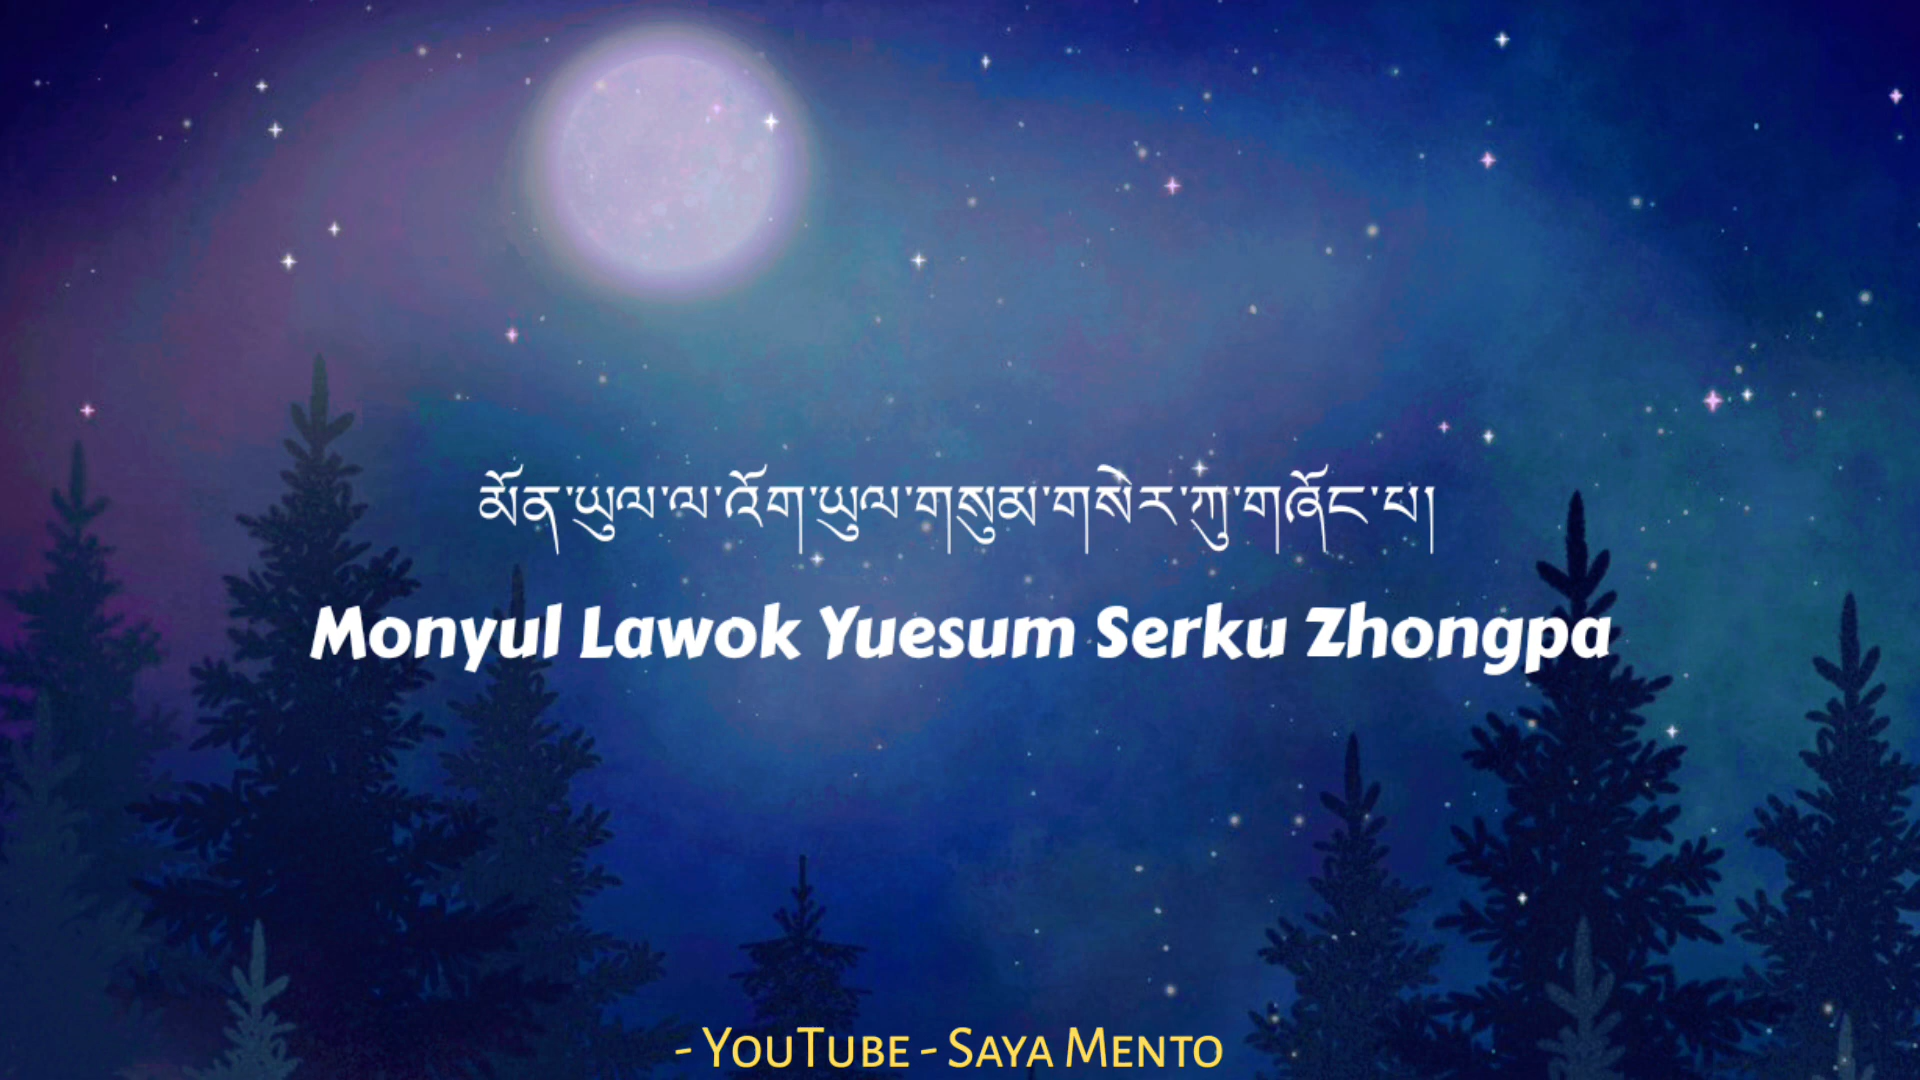 མོན་ཡུལ་ལ་འོག་ཡུལ་གསུམ་གསེར་ཀུ་གཞོང་པ།
Monyul Lawok Yuesum Serku Zhongpa
- YouTube - Saya Mento